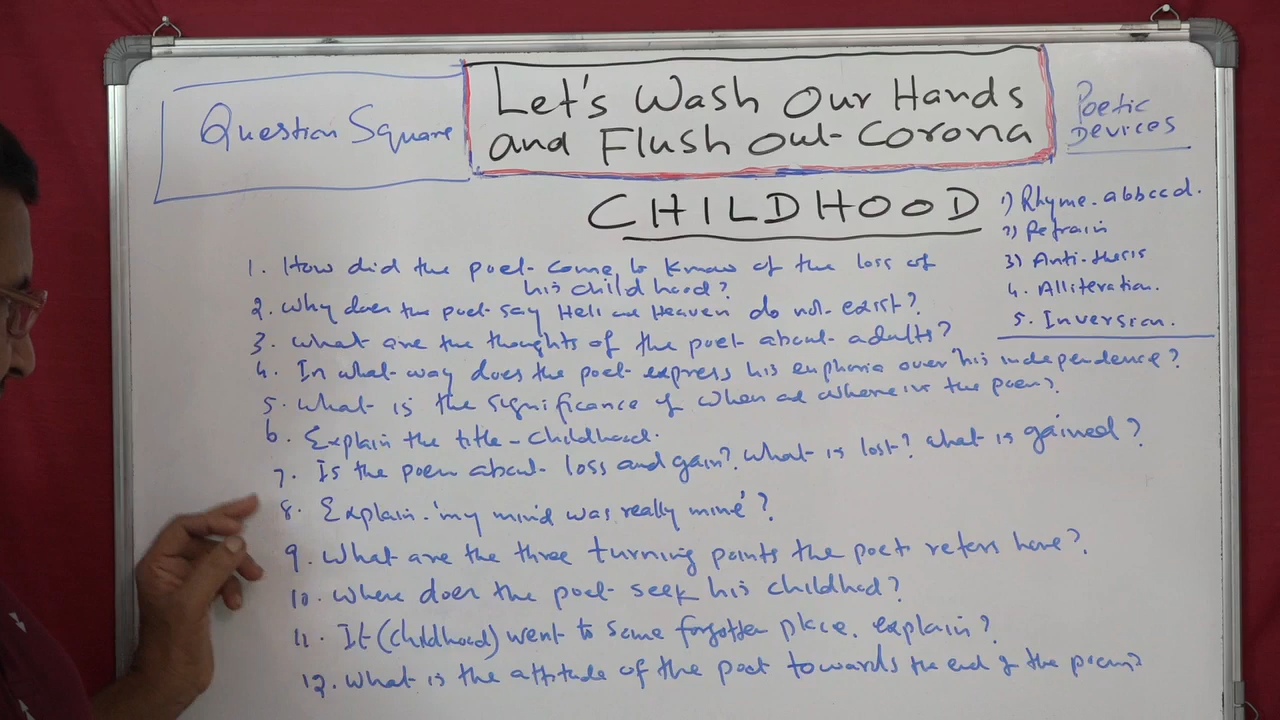 Question Square
Let's Wash Our Hands
and Flush Out Corona
Poetic
Devices
CHILDHOOD
1) Rhyme - abbccd.
2) Refrain
3) Anti-thesis
4. Alliteration.
5. Inversion.
1. How did the poet come to know of the loss of
his childhood?
2. Why does the poet say Hell and Heaven do not exist?
3. What are the thoughts of the poet about adults?
4. In what way does the poet express his euphoria over his independence?
5. What is the significance of when and where in the poem?
6. Explain the title - Childhood.
7. Is the poem about loss and gain? What is lost? What is gained?
8. Explain. 'my mind was really mine'?
9. What are the three turning points the poet refers here?
10. Where does the poet seek his childhod?
11. It (childhood) went to some forgotten place. explain?
12. What is the attitude of the poet towards the end of the poem?